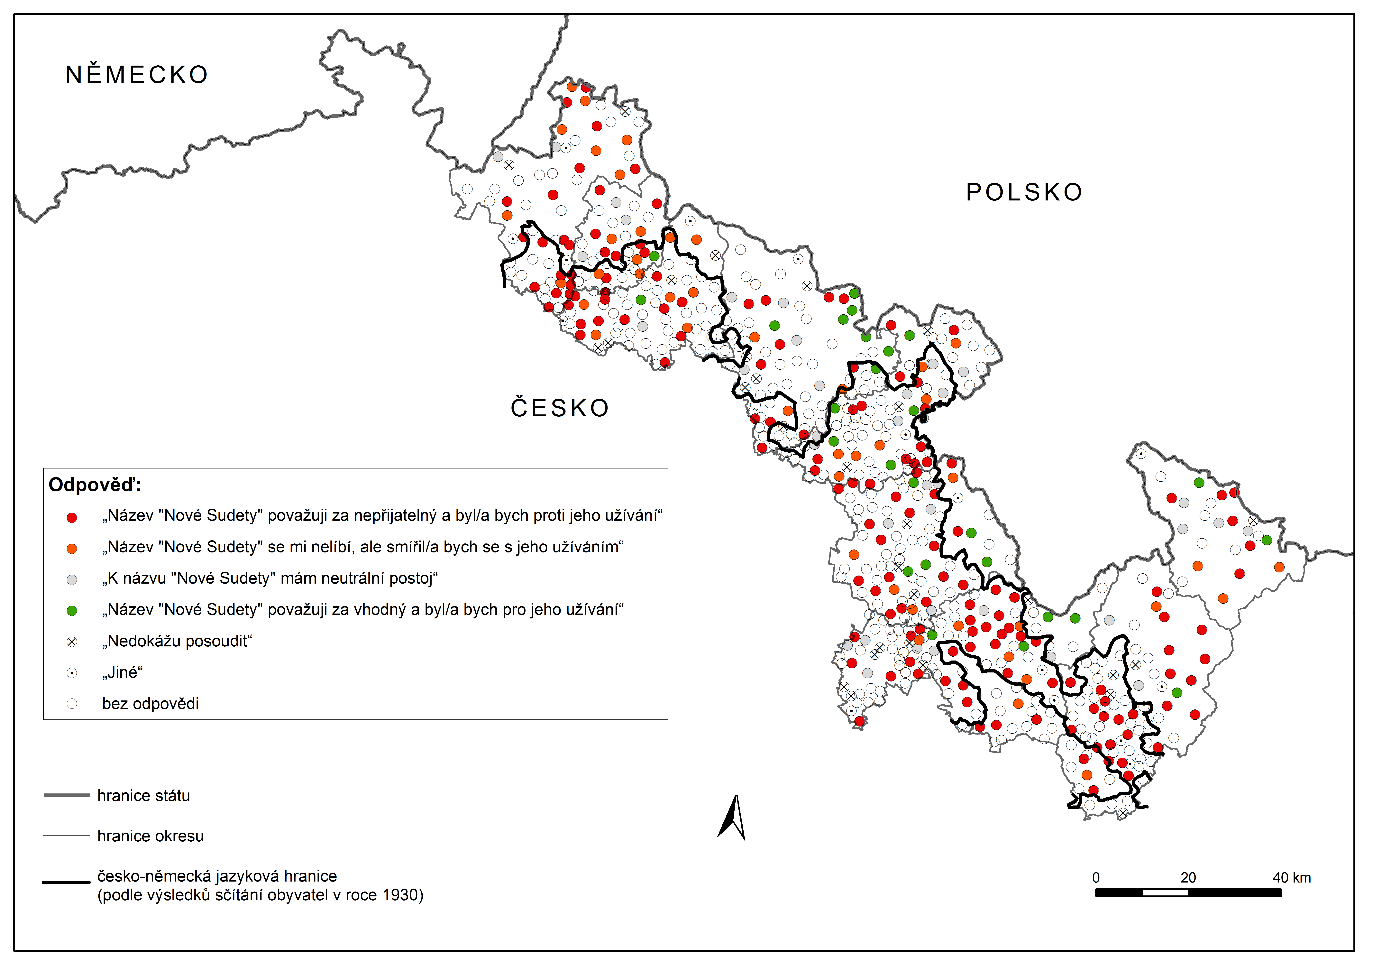 NĚMECKO
POLSKO
ČESKO
Odpověď:
„Název "Nové Sudety" považuji za nepřijatelný a byl/a bych proti jeho užívání“
„Název "Nové Sudety" se mi nelíbí, ale smířil/a bych se s jeho užíváním“
„K názvu "Nové Sudety" mám neutrální postoj“
„Název "Nové Sudety" považuji za vhodný a byl/a bych pro jeho užívání“
„Nedokážu posoudit“
„Jiné“
bez odpovědi
hranice státu
hranice okresu
česko-německá jazyková hranice
(podle výsledků sčítání obyvatel v roce 1930)
0 20 40 km